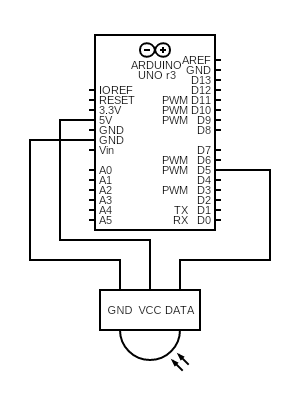 ARDUINO
UNO r3
AREF
GND
D13
IOREF D12
RESET PWM D11
3.3V PWM D10
5V PWM D9
GND D8
GND
Vin D7
PWM D6
A0 PWM D5
A1 D4
A2 PWM D3
A3 D2
A4 TX D1
A5 RX D0
GND VCC DATA